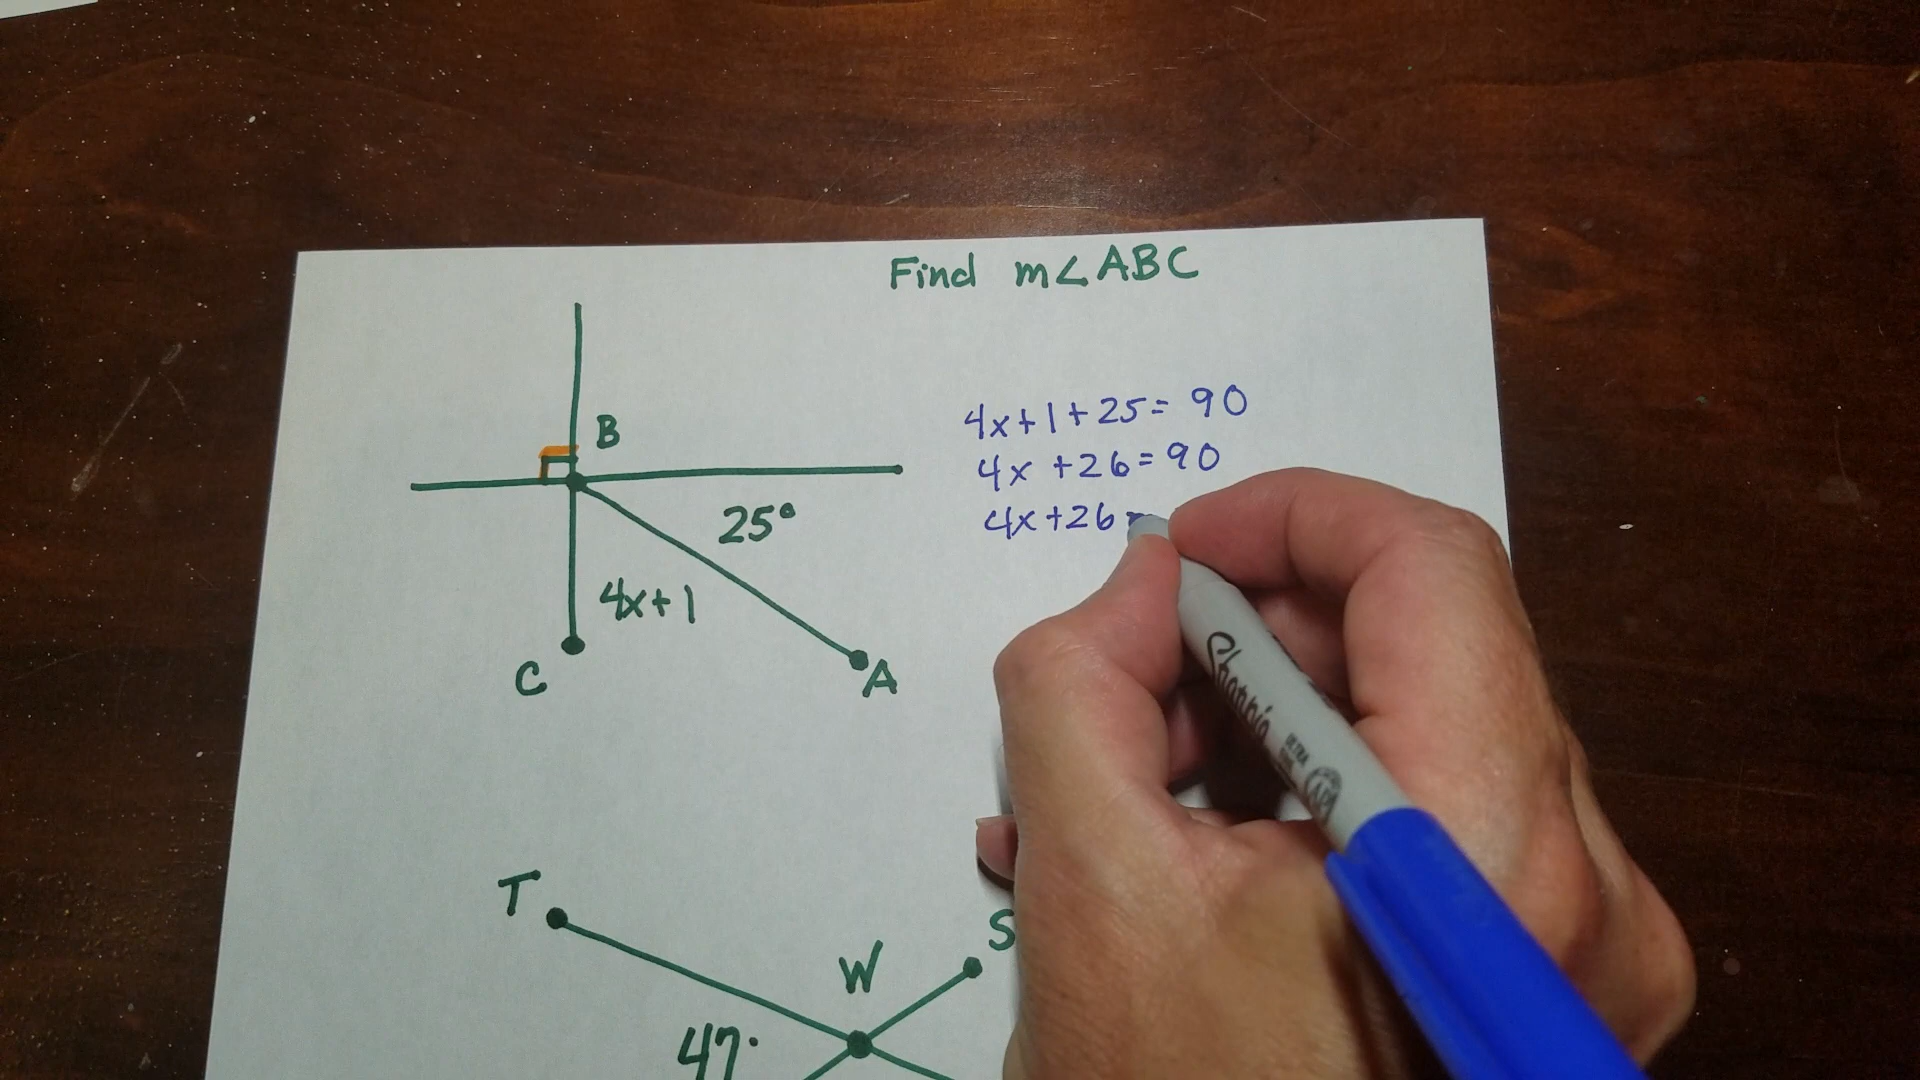 Find m∠ABC
B
4x+1+25=90
4x+26=90
4x+26
25°
4x+1
C
A
Sharpie
T
S
W
47°